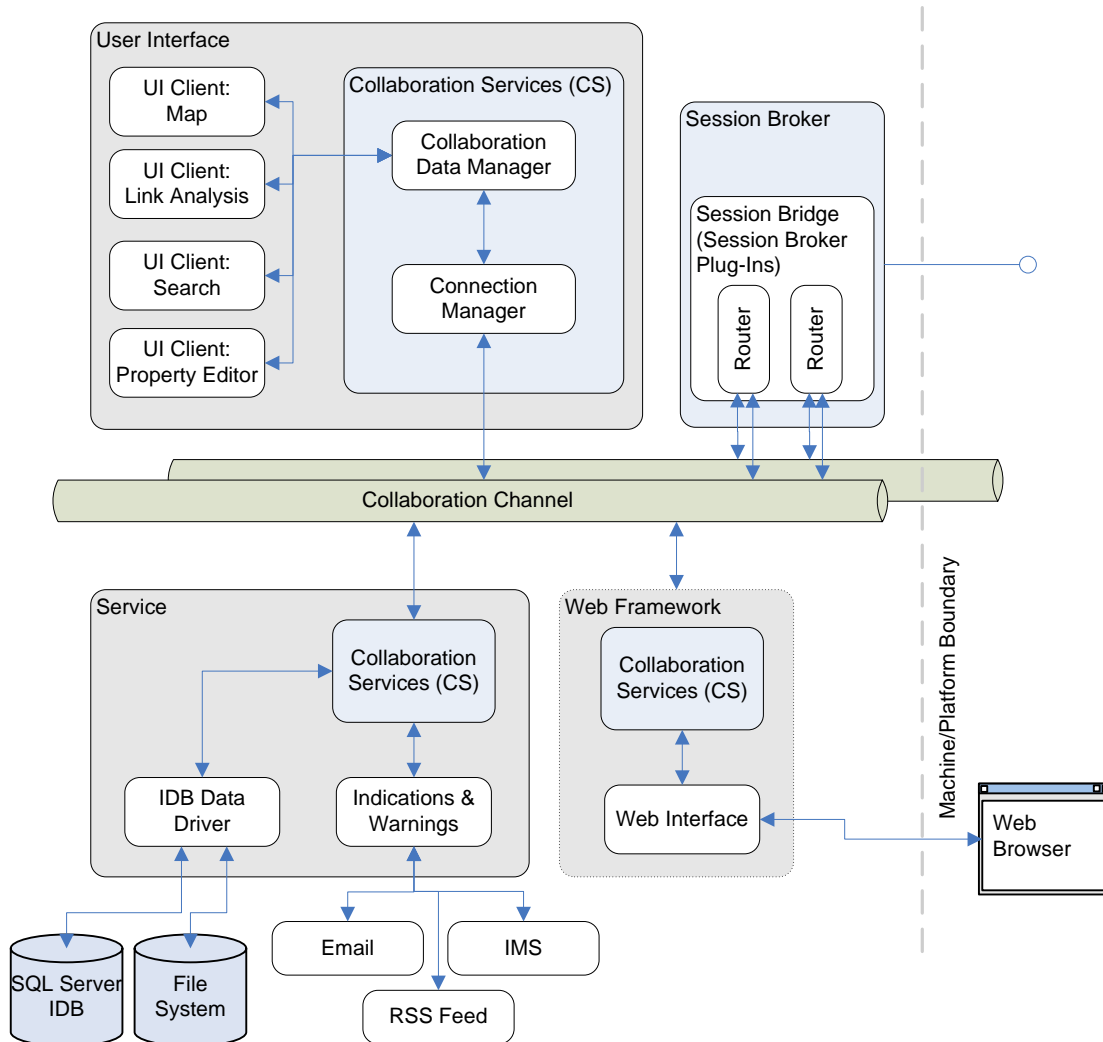 User Interface
UI Client:
Map
UI Client:
Link Analysis
UI Client:
Search
UI Client:
Property Editor
Collaboration Services (CS)
Collaboration
Data Manager
Connection
Manager
Session Broker
Session Bridge
(Session Broker
Plug-Ins)
Router
Router
Collaboration Channel
Service
Collaboration
Services (CS)
IDB Data
Driver
Indications &
Warnings
Web Framework
Collaboration
Services (CS)
Web Interface
Machine/Platform Boundary
Web
Browser
SQL Server
IDB
File
System
Email
IMS
RSS Feed